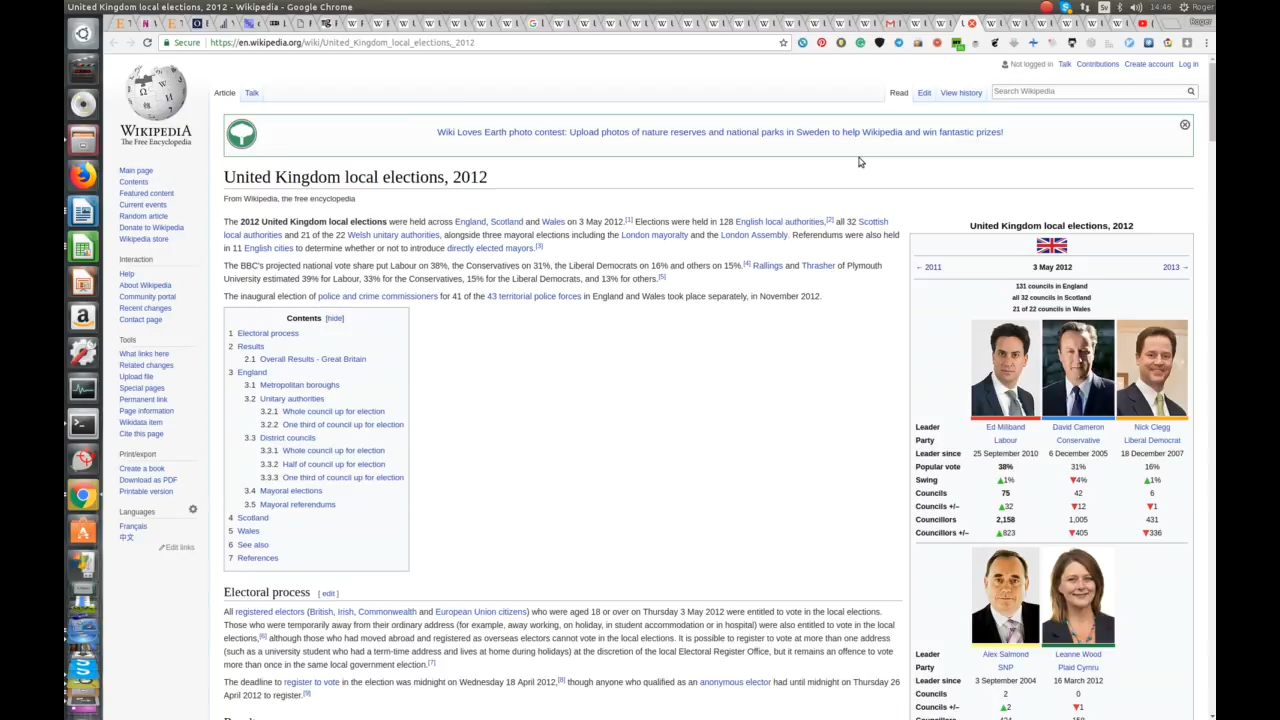 United Kingdom local elections, 2012 - Wikipedia - Google Chrome
Sv
14:46
Roger
Roger
Secure
https://en.wikipedia.org/wiki/United_Kingdom_local_elections,_2012
Not logged in Talk Contributions Create account Log in
WIKIPEDIA
The Free Encyclopedia
Article Talk
Read Edit View history
Search Wikipedia
Main page
Contents
Featured content
Current events
Random article
Donate to Wikipedia
Wikipedia store
Interaction
Help
About Wikipedia
Community portal
Recent changes
Contact page
Tools
What links here
Related changes
Upload file
Special pages
Permanent link
Page information
Wikidata item
Cite this page
Print/export
Create a book
Download as PDF
Printable version
Languages
Français
中文
Edit links
Wiki Loves Earth photo contest: Upload photos of nature reserves and national parks in Sweden to help Wikipedia and win fantastic prizes!
United Kingdom local elections, 2012
From Wikipedia, the free encyclopedia
The 2012 United Kingdom local elections were held across England, Scotland and Wales on 3 May 2012.[1] Elections were held in 128 English local authorities,[2] all 32 Scottish
local authorities and 21 of the 22 Welsh unitary authorities, alongside three mayoral elections including the London mayoralty and the London Assembly. Referendums were also held
in 11 English cities to determine whether or not to introduce directly elected mayors.[3]
The BBC's projected national vote share put Labour on 38%, the Conservatives on 31%, the Liberal Democrats on 16% and others on 15%.[4] Rallings and Thrasher of Plymouth
University estimated 39% for Labour, 33% for the Conservatives, 15% for the Liberal Democrats, and 13% for others.[5]
The inaugural election of police and crime commissioners for 41 of the 43 territorial police forces in England and Wales took place separately, in November 2012.
Contents [hide]
1 Electoral process
2 Results
2.1 Overall Results - Great Britain
3 England
3.1 Metropolitan boroughs
3.2 Unitary authorities
3.2.1 Whole council up for election
3.2.2 One third of council up for election
3.3 District councils
3.3.1 Whole council up for election
3.3.2 Half of council up for election
3.3.3 One third of council up for election
3.4 Mayoral elections
3.5 Mayoral referendums
4 Scotland
5 Wales
6 See also
7 References
Electoral process [ edit ]
All registered electors (British, Irish, Commonwealth and European Union citizens) who were aged 18 or over on Thursday 3 May 2012 were entitled to vote in the local elections.
Those who were temporarily away from their ordinary address (for example, away working, on holiday, in student accommodation or in hospital) were also entitled to vote in the local
elections,[6] although those who had moved abroad and registered as overseas electors cannot vote in the local elections. It is possible to register to vote at more than one address
(such as a university student who had a term-time address and lives at home during holidays) at the discretion of the local Electoral Register Office, but it remains an offence to vote
more than once in the same local government election.[7]
The deadline to register to vote in the election was midnight on Wednesday 18 April 2012,[8] though anyone who qualified as an anonymous elector had until midnight on Thursday 26
April 2012 to register.[9]
United Kingdom local elections, 2012
← 2011 3 May 2012 2013 →
131 councils in England
all 32 councils in Scotland
21 of 22 councils in Wales
Leader Ed Miliband David Cameron Nick Clegg
Party Labour Conservative Liberal Democrat
Leader since 25 September 2010 6 December 2005 18 December 2007
Popular vote 38% 31% 16%
Swing ▲1% ▼4% ▲1%
Councils 75 42 6
Councils +/– ▲32 ▼12 ▼1
Councillors 2,158 1,005 431
Councillors +/– ▲823 ▼405 ▼336
Leader Alex Salmond Leanne Wood
Party SNP Plaid Cymru
Leader since 3 September 2004 16 March 2012
Councils 2 0
Councils +/– ▲2 ▼1